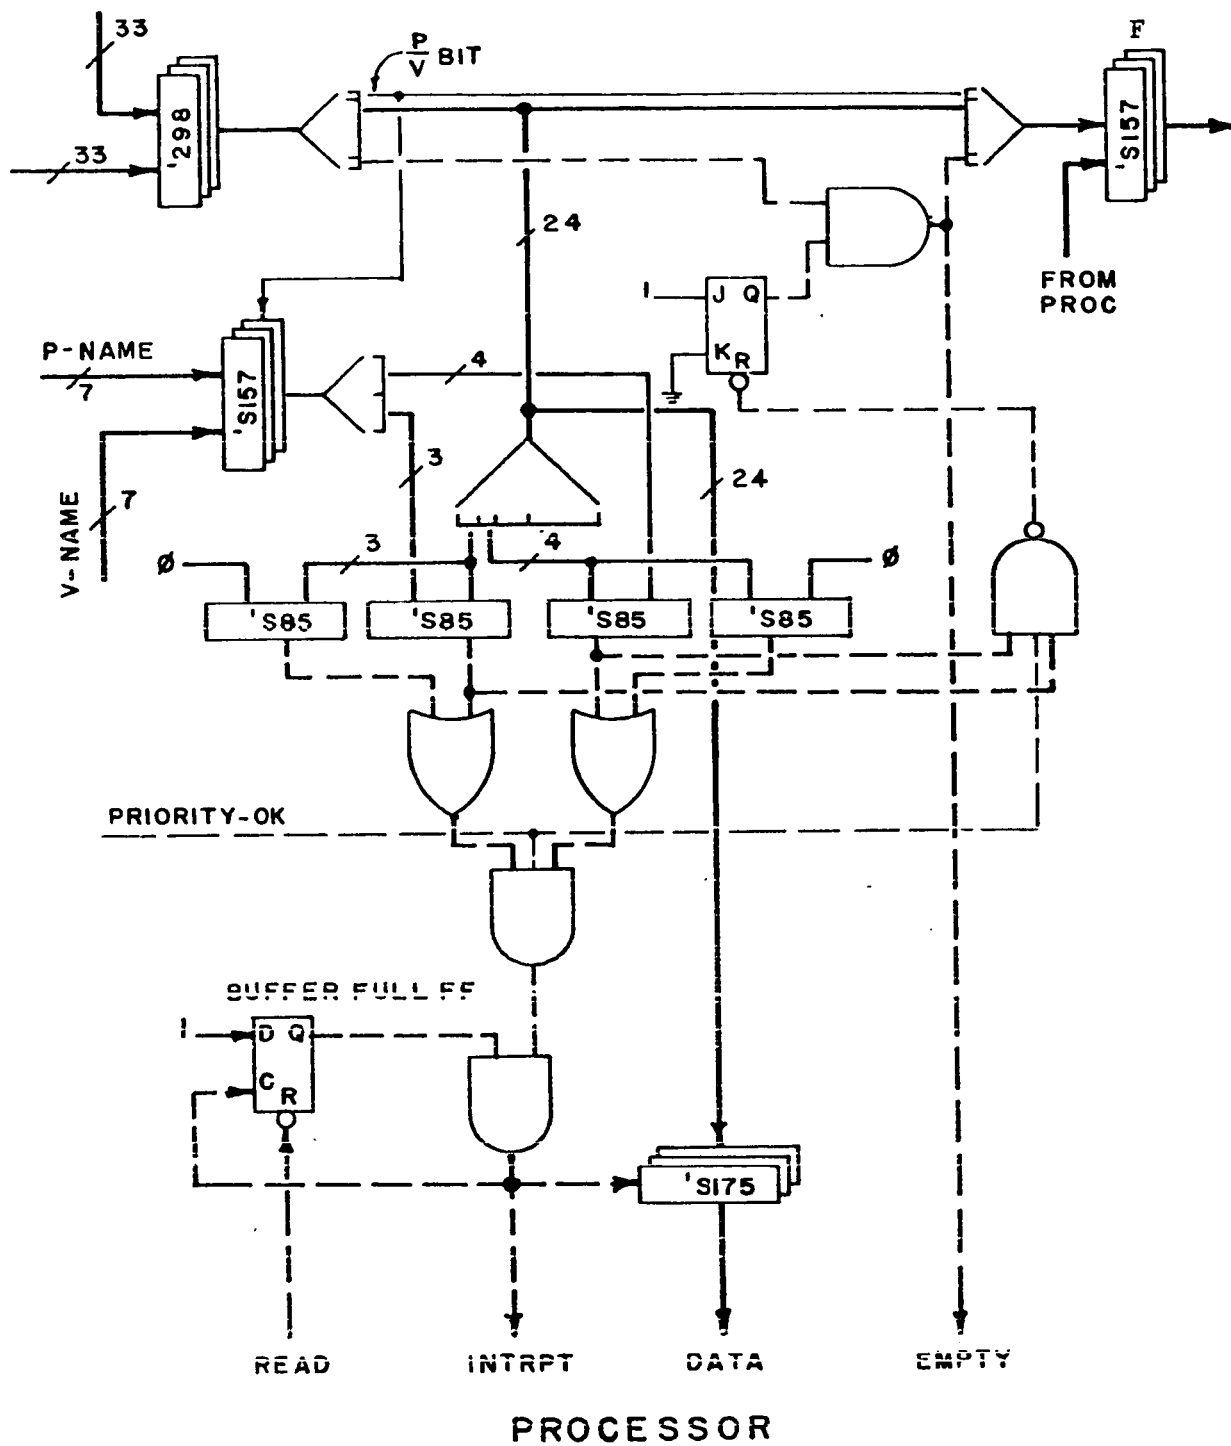 33
P/V BIT
F
'298
'S157
33
24
FROM
PROC
1
J Q
K R
P-NAME
7
4
'S157
3
24
V-NAME
7
3
4
Ø
Ø
'S85
'S85
'S85
'S85
PRIORITY-OK
BUFFER FULL FF
1
D Q
C R
'S175
READ
INTRPT
DATA
EMPTY
PROCESSOR